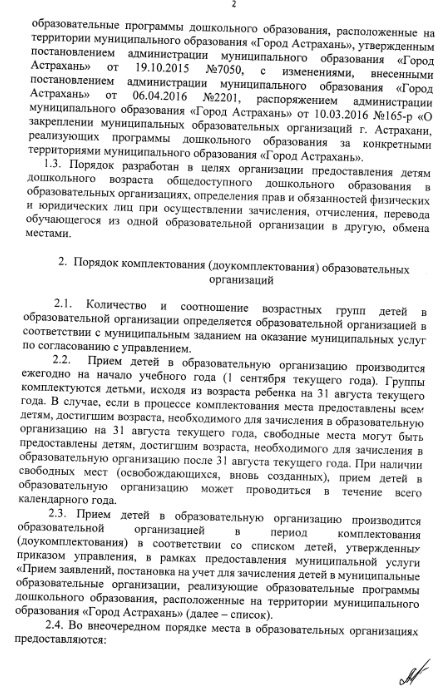 2
образовательные программы дошкольного образования, расположенные на
территории муниципального образования «Город Астрахань», утвержденным
постановлением администрации муниципального образования «Город
Астрахань» от 19.10.2015 №7050, с изменениями, внесенными
постановлением администрации муниципального образования «Город
Астрахань» от 06.04.2016 №2201, распоряжением администрации
муниципального образования «Город Астрахань» от 10.03.2016 №165-р «О
закреплении муниципальных образовательных организаций г. Астрахани,
реализующих программы дошкольного образования за конкретными
территориями муниципального образования «Город Астрахань».
1.3. Порядок разработан в целях организации предоставления детям
дошкольного возраста общедоступного дошкольного образования в
образовательных организациях, определения прав и обязанностей физических
и юридических лиц при осуществлении зачисления, отчисления, перевода
обучающегося из одной образовательной организации в другую, обмена
местами.
2. Порядок комплектования (доукомплектования) образовательных
организаций
2.1. Количество и соотношение возрастных групп детей в
образовательной организации определяется образовательной организацией в
соответствии с муниципальным заданием на оказание муниципальных услуг
по согласованию с управлением.
2.2. Прием детей в образовательную организацию производится
ежегодно на начало учебного года (1 сентября текущего года). Группы
комплектуются детьми, исходя из возраста ребенка на 31 августа текущего
года. В случае, если в процессе комплектования места предоставлены всем
детям, достигшим возраста, необходимого для зачисления в образовательную
организацию на 31 августа текущего года, свободные места могут быть
предоставлены детям, достигшим возраста, необходимого для зачисления в
образовательную организацию после 31 августа текущего года. При наличии
свободных мест (освобождающихся, вновь созданных), прием детей в
образовательную организацию может проводиться в течение всего
календарного года.
2.3. Прием детей в образовательную организацию производится
образовательной организацией в период комплектования
(доукомплектования) в соответствии со списком детей, утвержденных
приказом управления, в рамках предоставления муниципальной услуги
«Прием заявлений, постановка на учет для зачисления детей в муниципальные
образовательные организации, реализующие образовательные программы
дошкольного образования, расположенные на территории муниципального
образования «Город Астрахань» (далее – список).
2.4. Во внеочередном порядке места в образовательных организациях
предоставляются: